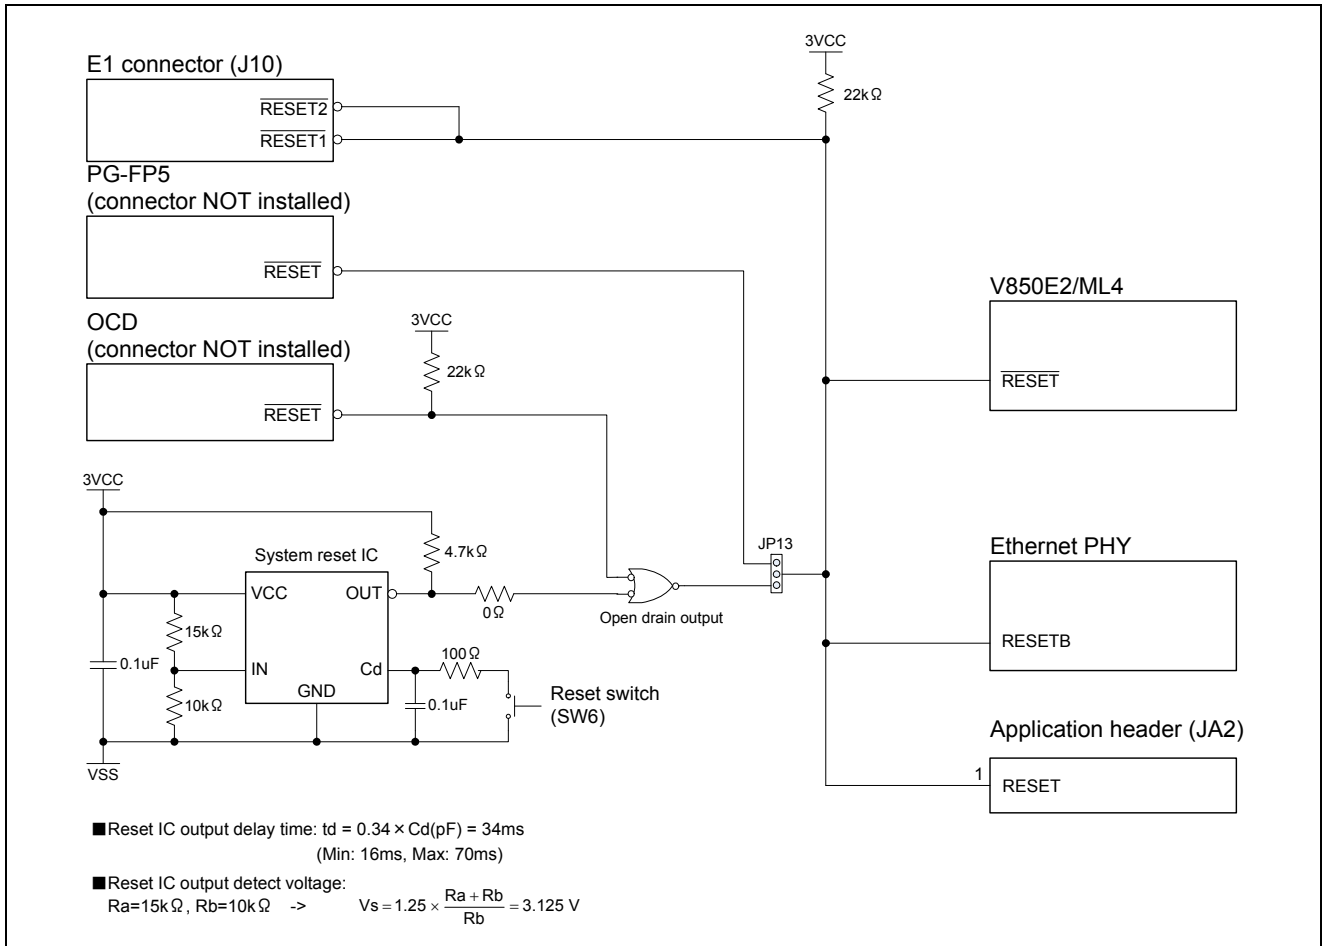 E1 connector (J10)
RESET2
RESET1
PG-FP5
(connector NOT installed)
RESET
OCD
(connector NOT installed)
RESET
3VCC
22kΩ
3VCC
22kΩ
V850E2/ML4
RESET
3VCC
System reset IC
4.7kΩ
VCC
OUT
0Ω
15kΩ
IN
0.1uF
10kΩ
GND
Cd
100Ω
0.1uF
Reset switch
(SW6)
VSS
Open drain output
JP13
Ethernet PHY
RESETB
Application header (JA2)
1
RESET
■Reset IC output delay time: td = 0.34 × Cd(pF) = 34ms
(Min: 16ms, Max: 70ms)
■Reset IC output detect voltage:
Ra=15kΩ, Rb=10kΩ -> Vs = 1.25 × (Ra + Rb) / Rb = 3.125 V